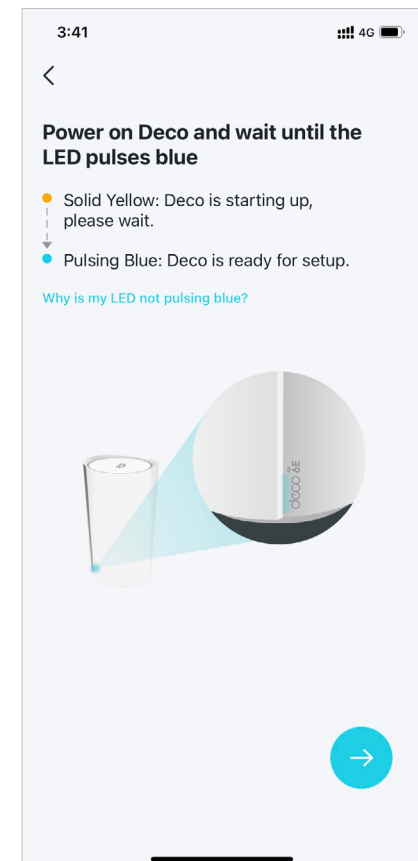 3:41
4G
Power on Deco and wait until the
LED pulses blue
Solid Yellow: Deco is starting up,
please wait.
Pulsing Blue: Deco is ready for setup.
Why is my LED not pulsing blue?
deco 6E